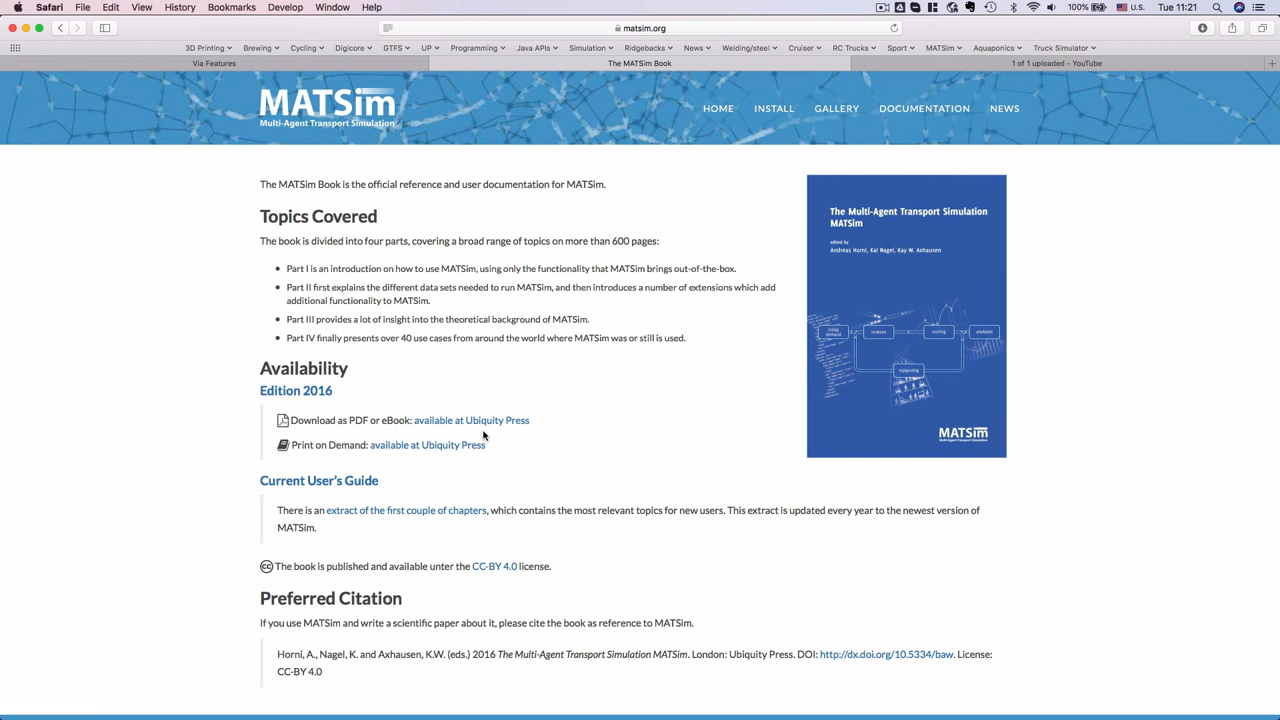 Safari File Edit View History Bookmarks Develop Window Help 100% U.S. Tue 11:21
matsim.org
3D Printing Brewing Cycling Digicore GTFS UP Programming Java APIs Simulation Ridgebacks News Welding/steel Cruiser RC Trucks Sport MATSim Aquaponics Truck Simulator
Via Features The MATSim Book 1 of 1 uploaded - YouTube
MATSim
Multi-Agent Transport Simulation
HOME INSTALL GALLERY DOCUMENTATION NEWS
The MATSim Book is the official reference and user documentation for MATSim.
Topics Covered
The book is divided into four parts, covering a broad range of topics on more than 600 pages:
• Part I is an introduction on how to use MATSim, using only the functionality that MATSim brings out-of-the-box.
• Part II first explains the different data sets needed to run MATSim, and then introduces a number of extensions which add
additional functionality to MATSim.
• Part III provides a lot of insight into the theoretical background of MATSim.
• Part IV finally presents over 40 use cases from around the world where MATSim was or still is used.
The Multi-Agent Transport Simulation
MATSim
edited by
Andreas Horni, Kai Nagel, Kay W. Axhausen
initial demand mobsim scoring analyses
replanning
MATSim
Multi-Agent Transport Simulation
Availability
Edition 2016
Download as PDF or eBook: available at Ubiquity Press
Print on Demand: available at Ubiquity Press
Current User's Guide
There is an extract of the first couple of chapters, which contains the most relevant topics for new users. This extract is updated every year to the newest version of
MATSim.
cc The book is published and available unter the CC-BY 4.0 license.
Preferred Citation
If you use MATSim and write a scientific paper about it, please cite the book as reference to MATSim.
Horni, A., Nagel, K. and Axhausen, K.W. (eds.) 2016 The Multi-Agent Transport Simulation MATSim. London: Ubiquity Press. DOI: http://dx.doi.org/10.5334/baw. License:
CC-BY 4.0